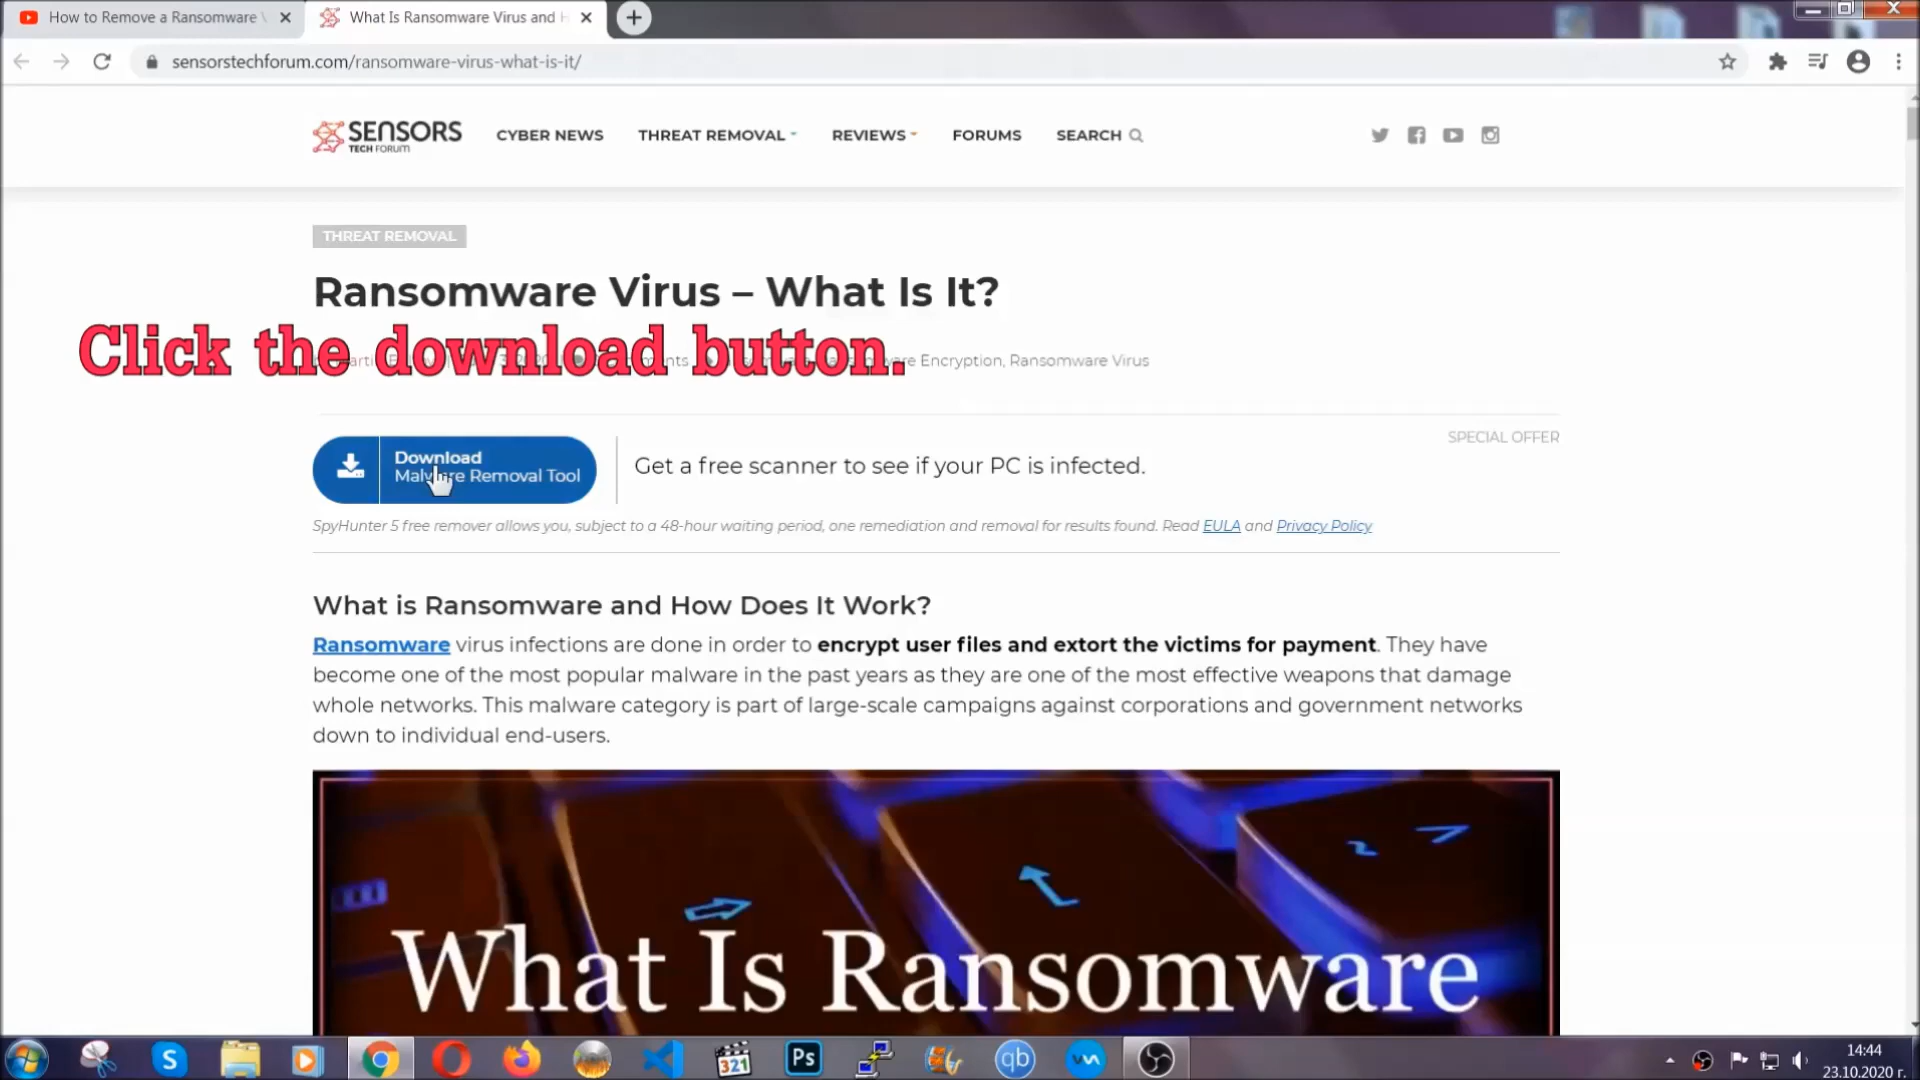 How to Remove a Ransomware
What Is Ransomware Virus and
sensorstechforum.com/ransomware-virus-what-is-it/
SENSORS
TECH FORUM
CYBER NEWS
THREAT REMOVAL
REVIEWS
FORUMS
SEARCH
THREAT REMOVAL
Ransomware Virus – What Is It?
Click the download button.
Encryption, Ransomware Virus
SPECIAL OFFER
Download
Malware Removal Tool
Get a free scanner to see if your PC is infected.
SpyHunter 5 free remover allows you, subject to a 48-hour waiting period, one remediation and removal for results found. Read EULA and Privacy Policy
What is Ransomware and How Does It Work?
Ransomware virus infections are done in order to encrypt user files and extort the victims for payment. They have
become one of the most popular malware in the past years as they are one of the most effective weapons that damage
whole networks. This malware category is part of large-scale campaigns against corporations and government networks
down to individual end-users.
What Is Ransomware
S
321
Ps
qb
14:44
23.10.2020 г.